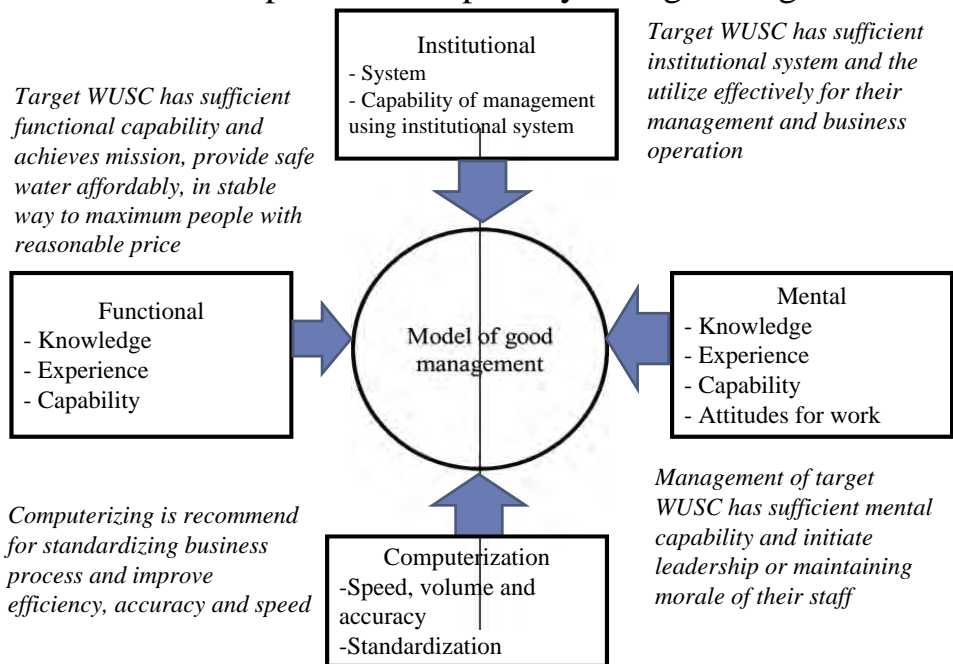 Institutional
- System
- Capability of management
using institutional system
Target WUSC has sufficient
institutional system and the
utilize effectively for their
management and business
operation
Target WUSC has sufficient
functional capability and
achieves mission, provide safe
water affordably, in stable
way to maximum people with
reasonable price
Functional
- Knowledge
- Experience
- Capability
Model of good
management
Mental
- Knowledge
- Experience
- Capability
- Attitudes for work
Computerizing is recommend
for standardizing business
process and improve
efficiency, accuracy and speed
Computerization
-Speed, volume and
accuracy
-Standardization
Management of target
WUSC has sufficient mental
capability and initiate
leadership or maintaining
morale of their staff